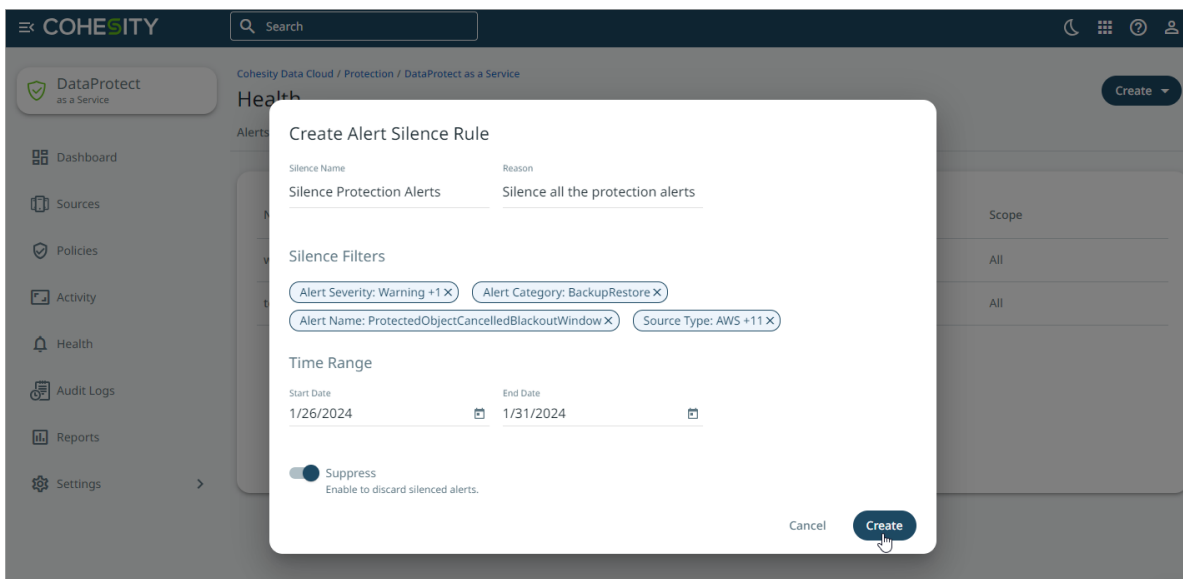 COHESITY
Search
DataProtect
as a Service
Cohesity Data Cloud / Protection / DataProtect as a Service
Health
Create
Alerts
Dashboard
Sources
Policies
Activity
Health
Audit Logs
Reports
Settings
Create Alert Silence Rule
Silence Name
Reason
Silence Protection Alerts
Silence all the protection alerts
Silence Filters
Alert Severity: Warning +1
Alert Category: BackupRestore
Alert Name: ProtectedObjectCancelledBlackoutWindow
Source Type: AWS +11
Time Range
Start Date
End Date
1/26/2024
1/31/2024
Suppress
Enable to discard silenced alerts.
Cancel
Create
Scope
All
All